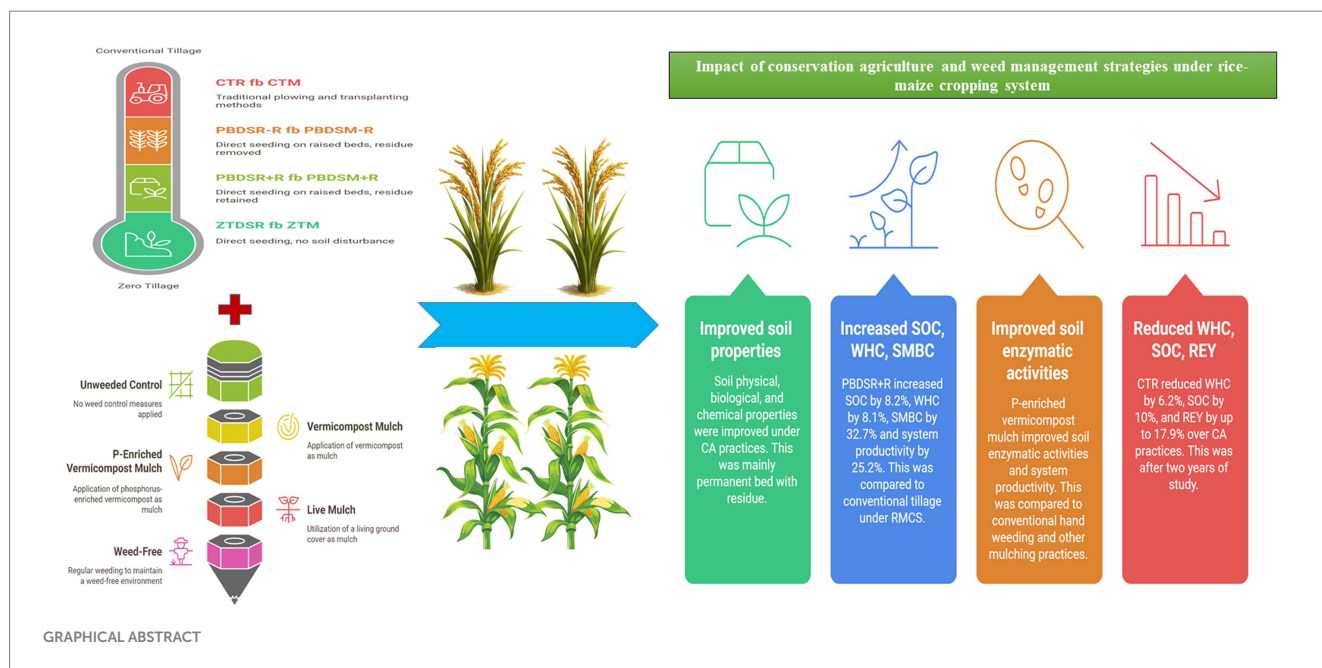 Conventional Tillage
CTR fb CTM
Traditional plowing and transplanting
methods
PBDSR-R fb PBDSM-R
Direct seeding on raised beds, residue
removed
PBDSR+R fb PBDSM+R
Direct seeding on raised beds, residue
retained
ZTDSR fb ZTM
Direct seeding, no soil disturbance
Zero Tillage
Unweeded Control
No weed control measures
applied
Vermicompost Mulch
Application of vermicompost
as mulch
P-Enriched
Vermicompost Mulch
Application of phosphorus-
enriched vermicompost as
mulch
Live Mulch
Utilization of a living ground
cover as mulch
Weed-Free
Regular weeding to maintain
a weed-free environment
Impact of conservation agriculture and weed management strategies under rice-
maize cropping system
Improved soil
properties
Soil physical,
biological, and
chemical properties
were improved under
CA practices. This
was mainly
permanent bed with
residue.
Increased SOC,
WHC, SMBC
PBDSR+R increased
SOC by 8.2%, WHC
by 8.1%, SMBC by
32.7% and system
productivity by
25.2%. This was
compared to
conventional tillage
under RMCS.
Improved soil
enzymatic
activities
P-enriched
vermicompost
mulch improved soil
enzymatic activities
and system
productivity. This
was compared to
conventional hand
weeding and other
mulching practices.
Reduced WHC,
SOC, REY
CTR reduced WHC
by 6.2%, SOC by
10%, and REY by up
to 17.9% over CA
practices. This was
after two years of
study.
GRAPHICAL ABSTRACT